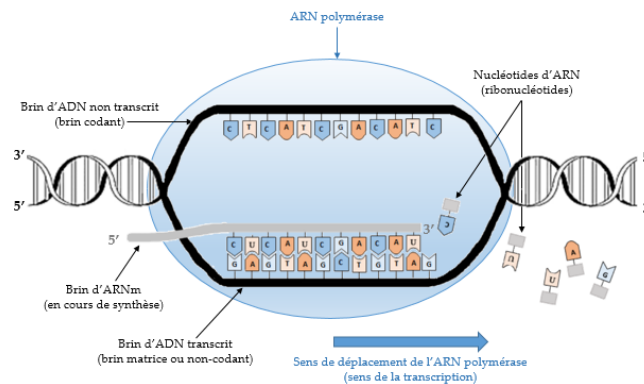 ARN polymérase
Nucléotides d'ARN
(ribonucléotides)
Brin d'ADN non transcrit
(brin codant)
C T C A T C G A C A T C
3'
5'
C
5'
3'
C U C A U C G A C A U
G A G T A G C T G T A G
U
U
A
G
Brin d'ARNm
(en cours de synthèse)
Brin d'ADN transcrit
(brin matrice ou non-codant)
Sens de déplacement de l'ARN polymérase
(sens de la transcription)